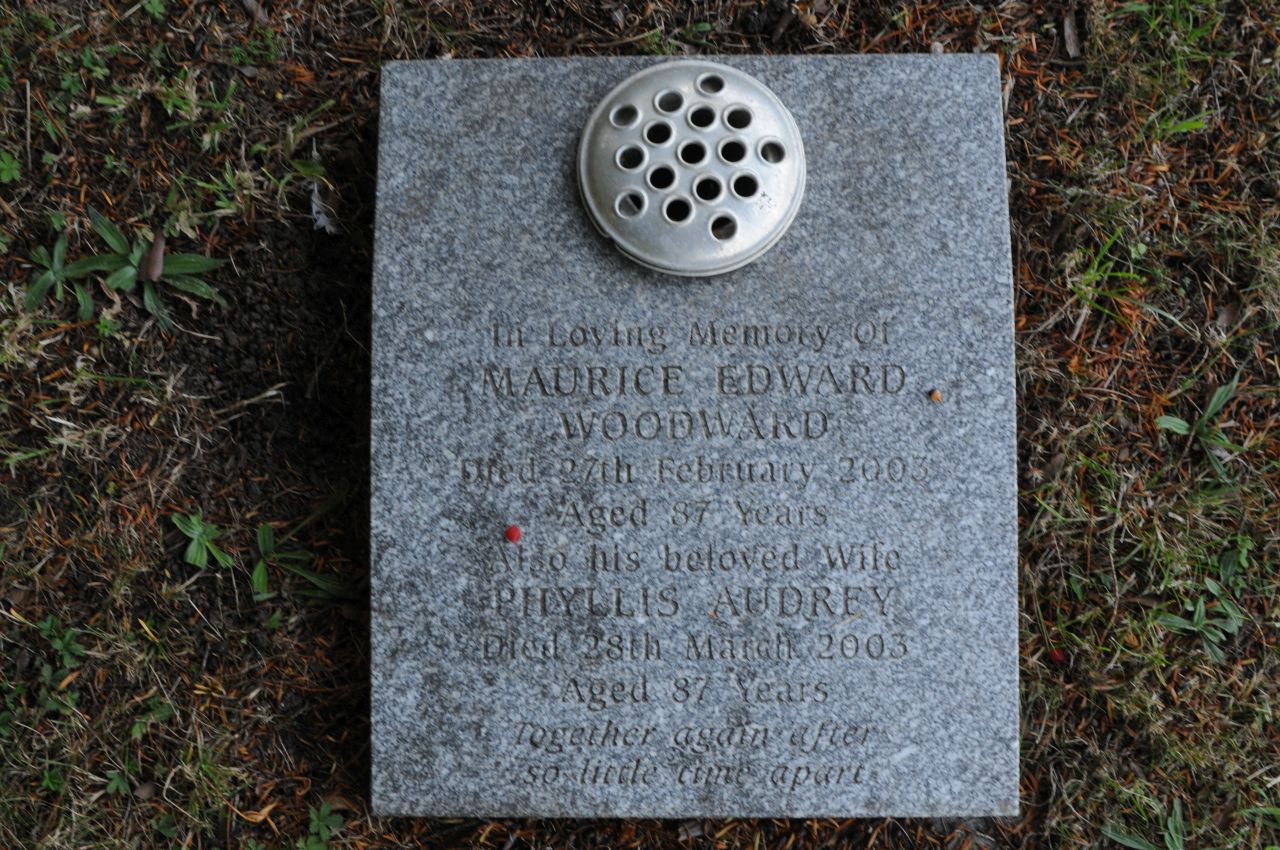 In Loving Memory Of
MAURICE EDWARD
WOODWARD
Died 27th February 2003
Aged 87 Years
Also his beloved Wife
PHYLLIS AUDREY
Died 28th March 2003
Aged 87 Years
Together again after
so little time apart